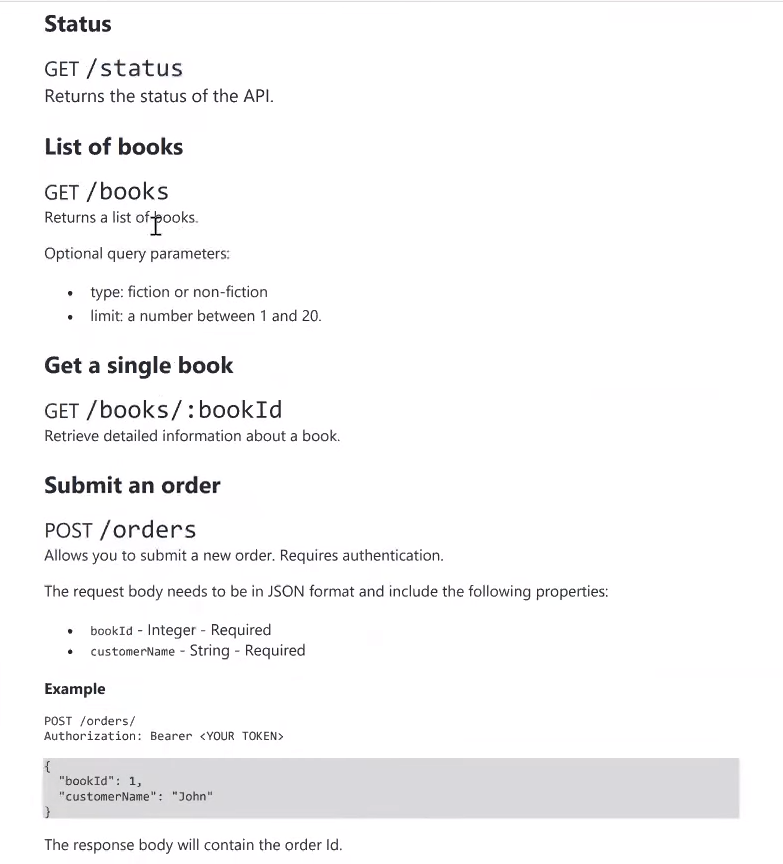 Status
GET /status
Returns the status of the API.
List of books
GET /books
Returns a list of books.
Optional query parameters:
• type: fiction or non-fiction
• limit: a number between 1 and 20.
Get a single book
GET /books/:bookId
Retrieve detailed information about a book.
Submit an order
POST /orders
Allows you to submit a new order. Requires authentication.
The request body needs to be in JSON format and include the following properties:
• bookId - Integer - Required
• customerName - String - Required
Example
POST /orders/
Authorization: Bearer <YOUR TOKEN>
{
  "bookId": 1,
  "customerName": "John"
}
The response body will contain the order Id.